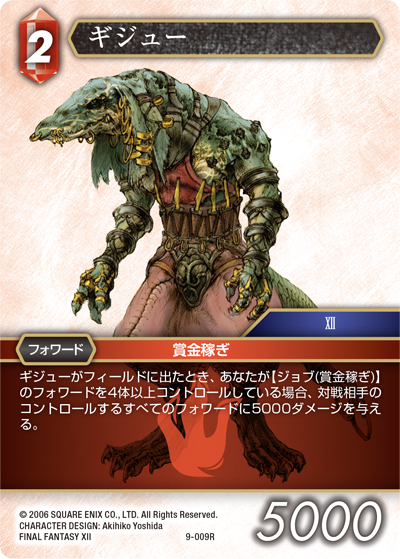 2
ギジュー
XII
フォワード
賞金稼ぎ
ギジューがフィールドに出たとき、あなたが【ジョブ(賞金稼ぎ)】
のフォワードを4体以上コントロールしている場合、対戦相手の
コントロールするすべてのフォワードに5000ダメージを与え
る。
© 2006 SQUARE ENIX CO., LTD. All Rights Reserved.
CHARACTER DESIGN: Akihiko Yoshida
FINAL FANTASY XII
9-009R
5000